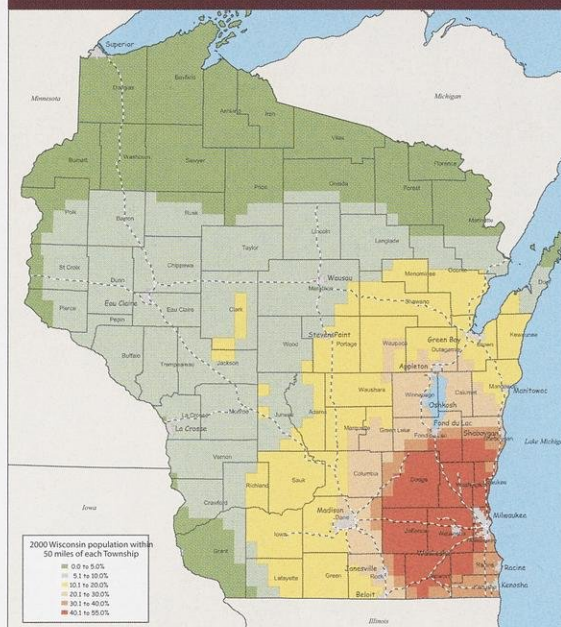 Superior
Douglas
Bayfield
Minnesota
Michigan
Ashland
Iron
Vilas
Burnett
Washburn
Sawyer
Florence
Price
Oneida
Forest
Marinette
Polk
Barron
Rusk
Lincoln
Taylor
Langlade
Chippewa
St Croix
Dunn
Wausau
Marathon
Menominee
Oconto
Door
Pierce
Eau Claire
Eau Claire
Clark
Shawano
Pepin
Stevens Point
Green Bay
Kewaunee
Buffalo
Wood
Portage
Waupaca
Outagamie
Brown
Trempealeau
Jackson
Appleton
Manitowoc
Waushara
Winnebago
Calumet
Oshkosh
La Crosse
Monroe
Juneau
Adams
Fond du Lac
La Crosse
Marquette
Green Lake
Sheboygan
Lake Michigan
Vernon
Columbia
Dodge
Richland
Sauk
Iowa
Crawford
Madison
Dane
Jefferson
Milwaukee
Iowa
Grant
Janesville
Racine
Lafayette
Green
Rock
Kenosha
Beloit
Illinois
2000 Wisconsin population within
50 miles of each Township
0.0 to 5.0%
5.1 to 10.0%
10.1 to 20.0%
20.1 to 30.0%
30.1 to 40.0%
40.1 to 55.0%